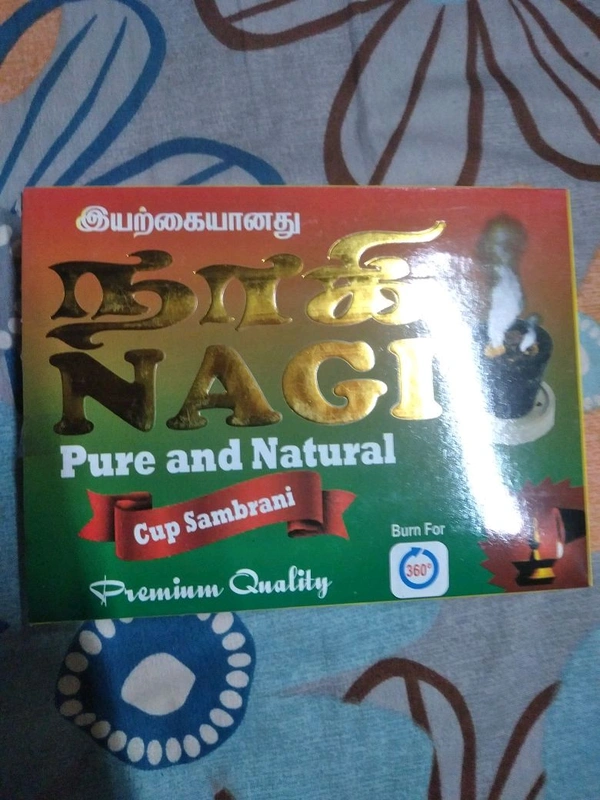 இயற்கையானது
நாகி
NAGI
Pure and Natural
Cup Sambrani
Premium Quality
Burn For
360°